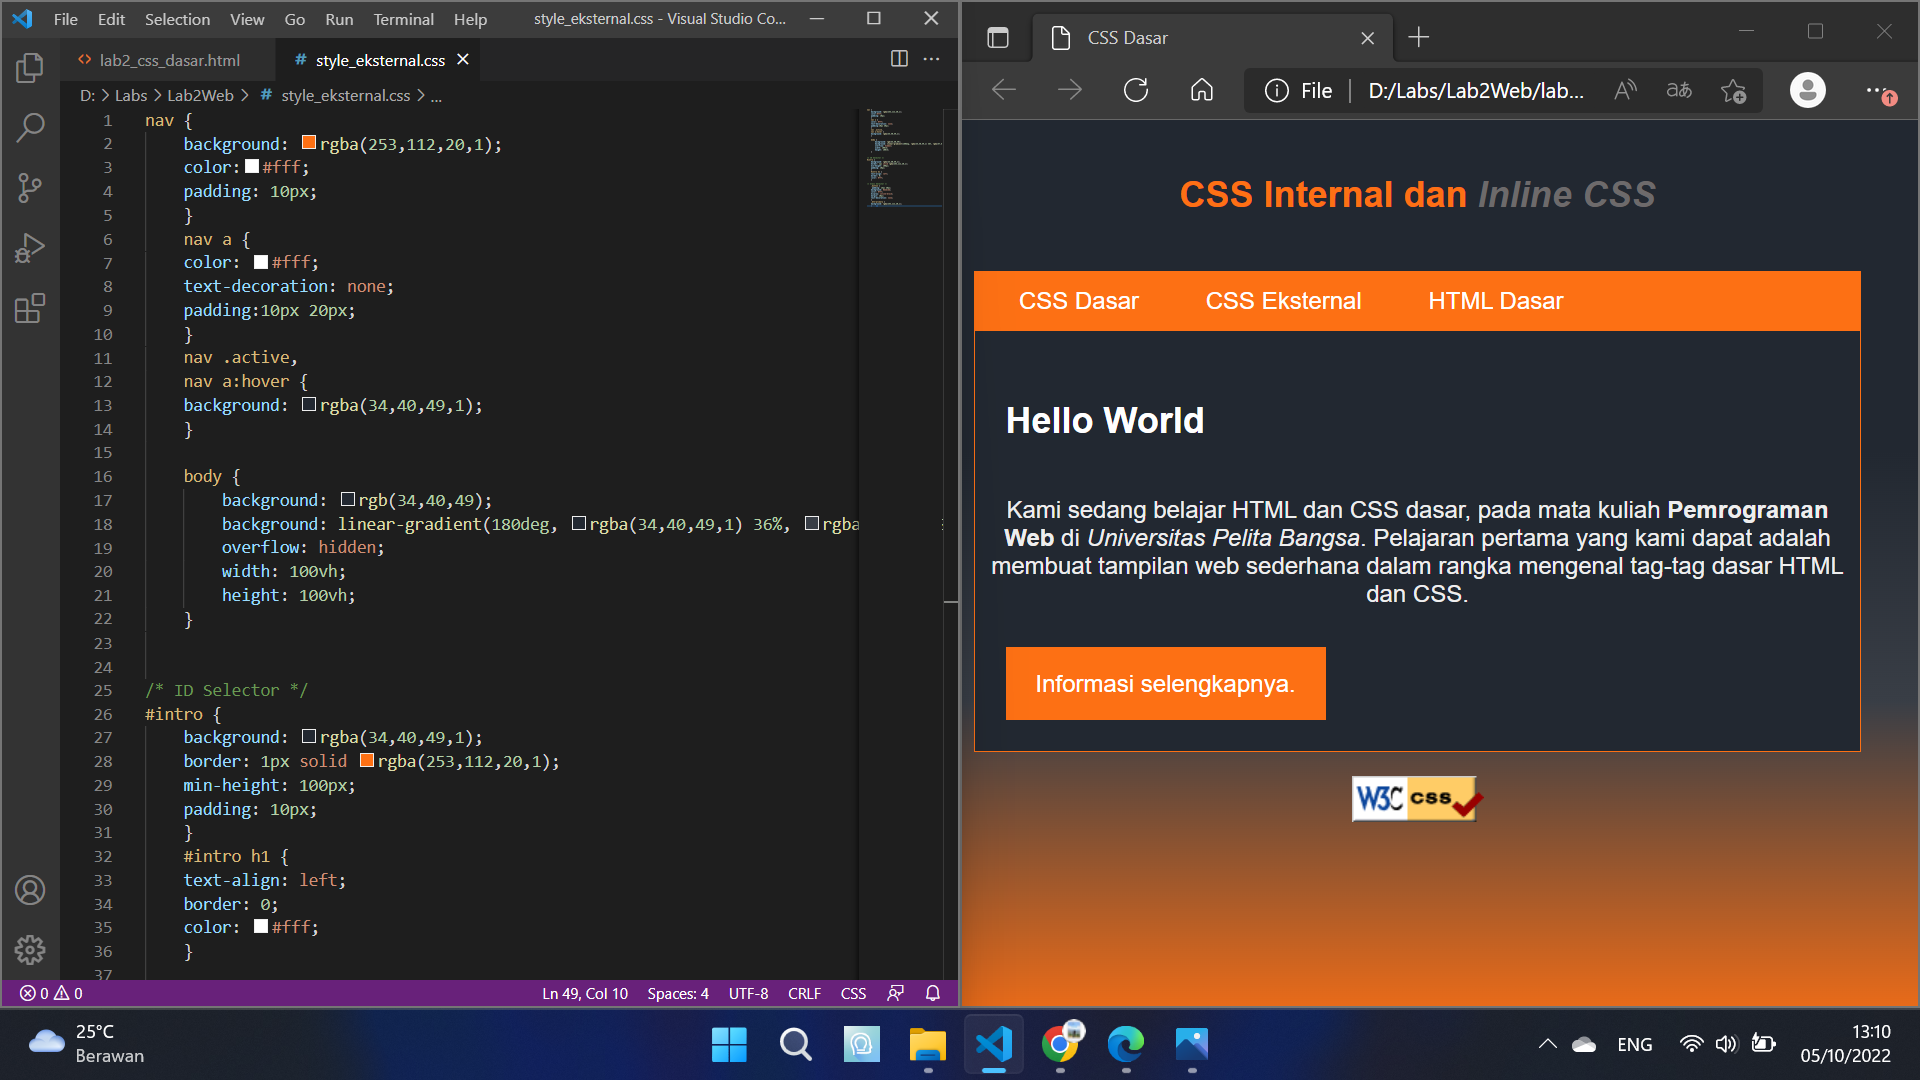 File Edit Selection View Go Run Terminal Help style_eksternal.css - Visual Studio Co...
lab2_css_dasar.html # style_eksternal.css
D: > Labs > Lab2Web > # style_eksternal.css > ...
1 nav {
2 background: rgba(253,112,20,1);
3 color: #fff;
4 padding: 10px;
5 }
6 nav a {
7 color: #fff;
8 text-decoration: none;
9 padding:10px 20px;
10 }
11 nav .active,
12 nav a:hover {
13 background: rgba(34,40,49,1);
14 }
15
16 body {
17 background: rgb(34,40,49);
18 background: linear-gradient(180deg, rgba(34,40,49,1) 36%, rgba
19 overflow: hidden;
20 width: 100vh;
21 height: 100vh;
22 }
23
24
25 /* ID Selector */
26 #intro {
27 background: rgba(34,40,49,1);
28 border: 1px solid rgba(253,112,20,1);
29 min-height: 100px;
30 padding: 10px;
31 }
32 #intro h1 {
33 text-align: left;
34 border: 0;
35 color: #fff;
36 }
37
0 0 Ln 49, Col 10 Spaces: 4 UTF-8 CRLF CSS
CSS Dasar
File | D:/Labs/Lab2Web/lab...
CSS Internal dan Inline CSS
CSS Dasar CSS Eksternal HTML Dasar
Hello World
Kami sedang belajar HTML dan CSS dasar, pada mata kuliah Pemrograman
Web di Universitas Pelita Bangsa. Pelajaran pertama yang kami dapat adalah
membuat tampilan web sederhana dalam rangka mengenal tag-tag dasar HTML
dan CSS.
Informasi selengkapnya.
W3C CSS
25°C
Berawan
ENG
13:10
05/10/2022